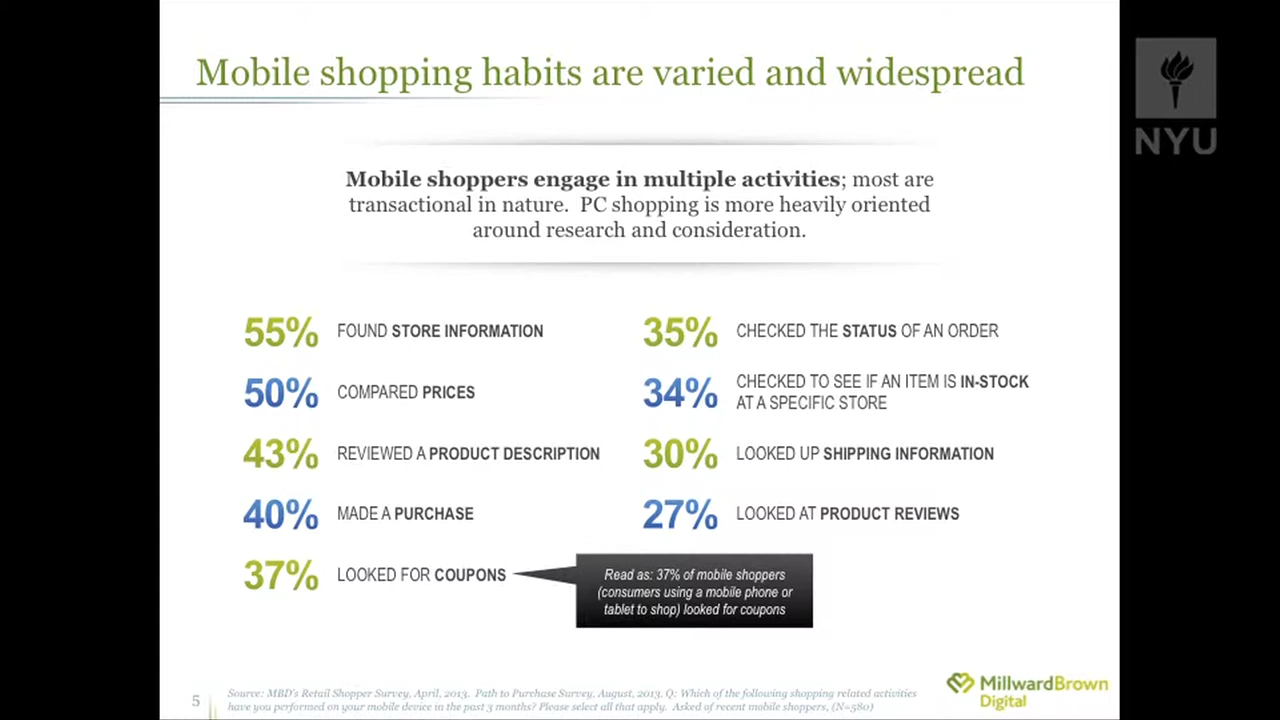 Mobile shopping habits are varied and widespread
NYU
Mobile shoppers engage in multiple activities; most are
transactional in nature. PC shopping is more heavily oriented
around research and consideration.
55% FOUND STORE INFORMATION
50% COMPARED PRICES
43% REVIEWED A PRODUCT DESCRIPTION
40% MADE A PURCHASE
37% LOOKED FOR COUPONS
35% CHECKED THE STATUS OF AN ORDER
34% CHECKED TO SEE IF AN ITEM IS IN-STOCK
AT A SPECIFIC STORE
30% LOOKED UP SHIPPING INFORMATION
27% LOOKED AT PRODUCT REVIEWS
Read as: 37% of mobile shoppers
(consumers using a mobile phone or
tablet to shop) looked for coupons
5
Source: MBD's Retail Shopper Survey, April, 2013. Path to Purchase Survey, August, 2013, Q: Which of the following shopping related activities
have you performed on your mobile device in the past 3 months? Please select all that apply. Asked of recent mobile shoppers, (N=580)
MillwardBrown
Digital